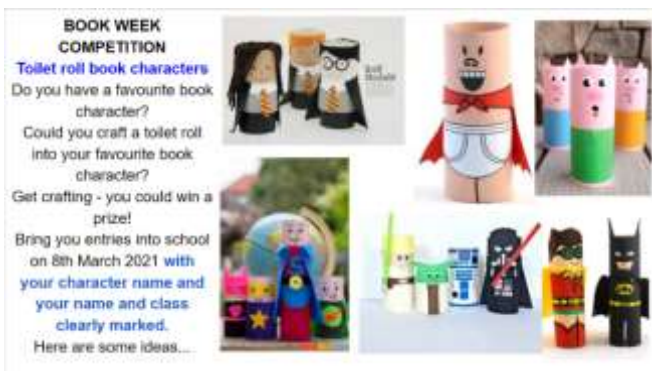 BOOK WEEK
COMPETITION
Toilet roll book characters
Do you have a favourite book
character?
Could you craft a toilet roll
into your favourite book
character?
Get crafting - you could win a
prize!
Bring you entries into school
on 8th March 2021 with
your character name and
your name and class
clearly marked.
Here are some ideas...